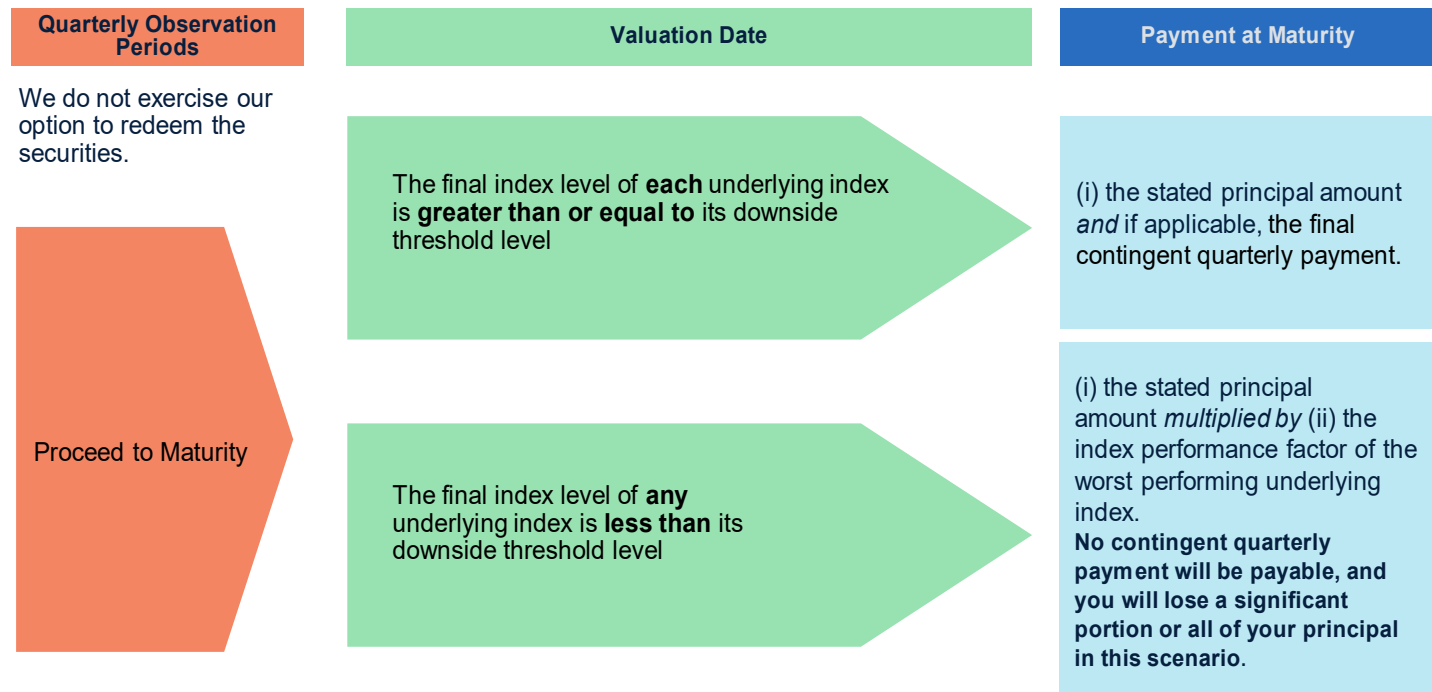 Quarterly Observation
Periods
Valuation Date
Payment at Maturity
We do not exercise our
option to redeem the
securities.
Proceed to Maturity
The final index level of each underlying index
is greater than or equal to its downside
threshold level
(i) the stated principal amount
and if applicable, the final
contingent quarterly payment.
The final index level of any
underlying index is less than its
downside threshold level
(i) the stated principal
amount multiplied by (ii) the
index performance factor of the
worst performing underlying
index.
No contingent quarterly
payment will be payable, and
you will lose a significant
portion or all of your principal
in this scenario.